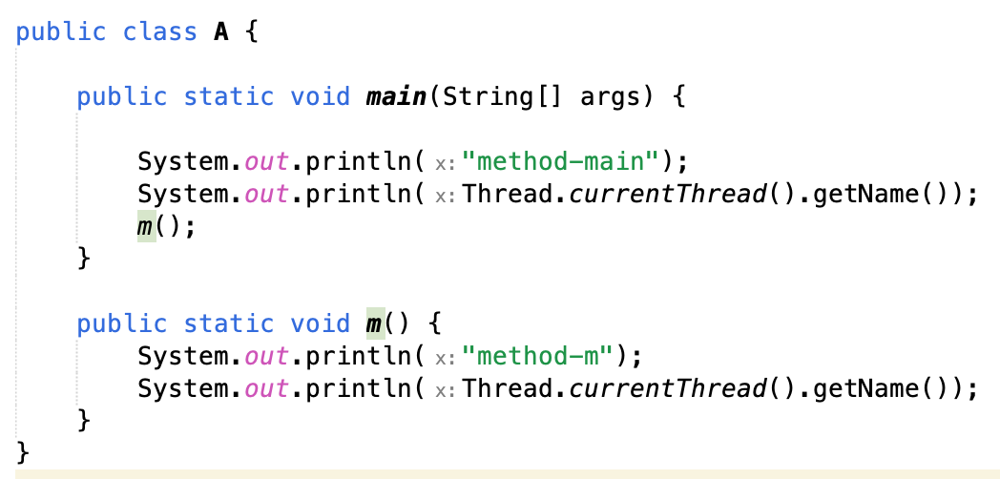 public class A {
public static void main(String[] args) {
System.out.println( x: "method-main");
System.out.println( x: Thread.currentThread().getName());
m();
}
public static void m() {
System.out.println( x: "method-m");
System.out.println( x: Thread.currentThread().getName());
}
}